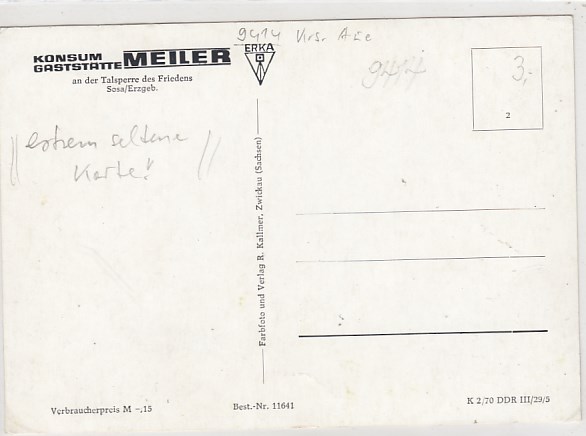 9414 Krs. Aue
KONSUM
GASTSTÄTTE MEILER
an der Talsperre des Friedens
Sosa/Erzgeb.
ERKA
3,-
2
extrem seltene
Karte!
Farbfoto und Verlag R. Kallmer, Zwickau (Sachsen)
Verbraucherpreis M -,15
Best.-Nr. 11641
K 2/70 DDR III/29/5